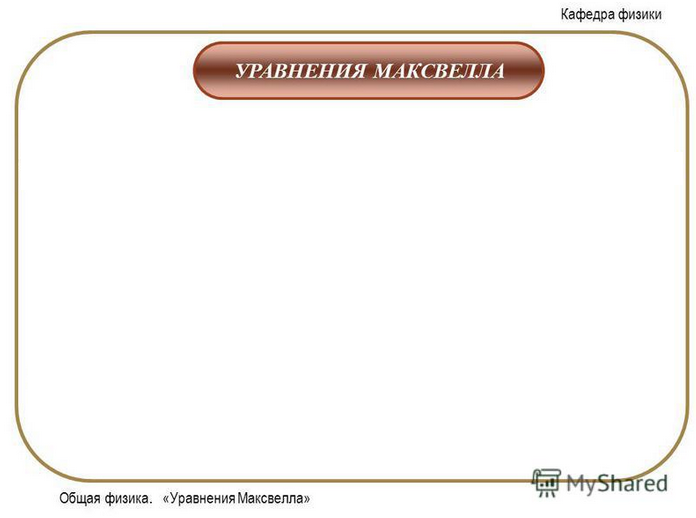 Кафедра физики
УРАВНЕНИЯ МАКСВЕЛЛА
Общая физика. «Уравнения Максвелла»
MyShared